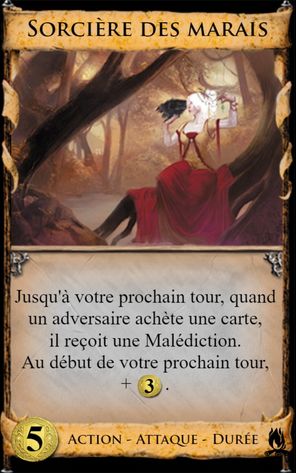 SORCIÈRE DES MARAIS
Jusqu'à votre prochain tour, quand
un adversaire achète une carte,
il reçoit une Malédiction.
Au début de votre prochain tour,
+ 3 .
5 ACTION - ATTAQUE - DURÉE